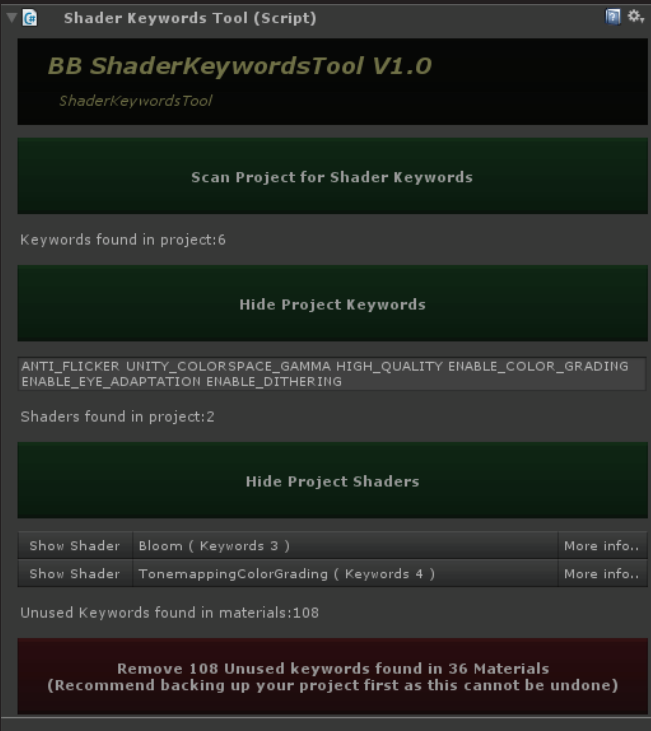 Shader Keywords Tool (Script)
BB ShaderKeywordsTool V1.0
ShaderKeywordsTool
Scan Project for Shader Keywords
Keywords found in project:6
Hide Project Keywords
ANTI_FLICKER UNITY_COLORSPACE_GAMMA HIGH_QUALITY ENABLE_COLOR_GRADING
ENABLE_EYE_ADAPTATION ENABLE_DITHERING
Shaders found in project:2
Hide Project Shaders
Show Shader Bloom ( Keywords 3 ) More info..
Show Shader TonemappingColorGrading ( Keywords 4 ) More info..
Unused Keywords found in materials:108
Remove 108 Unused keywords found in 36 Materials
(Recommend backing up your project first as this cannot be undone)